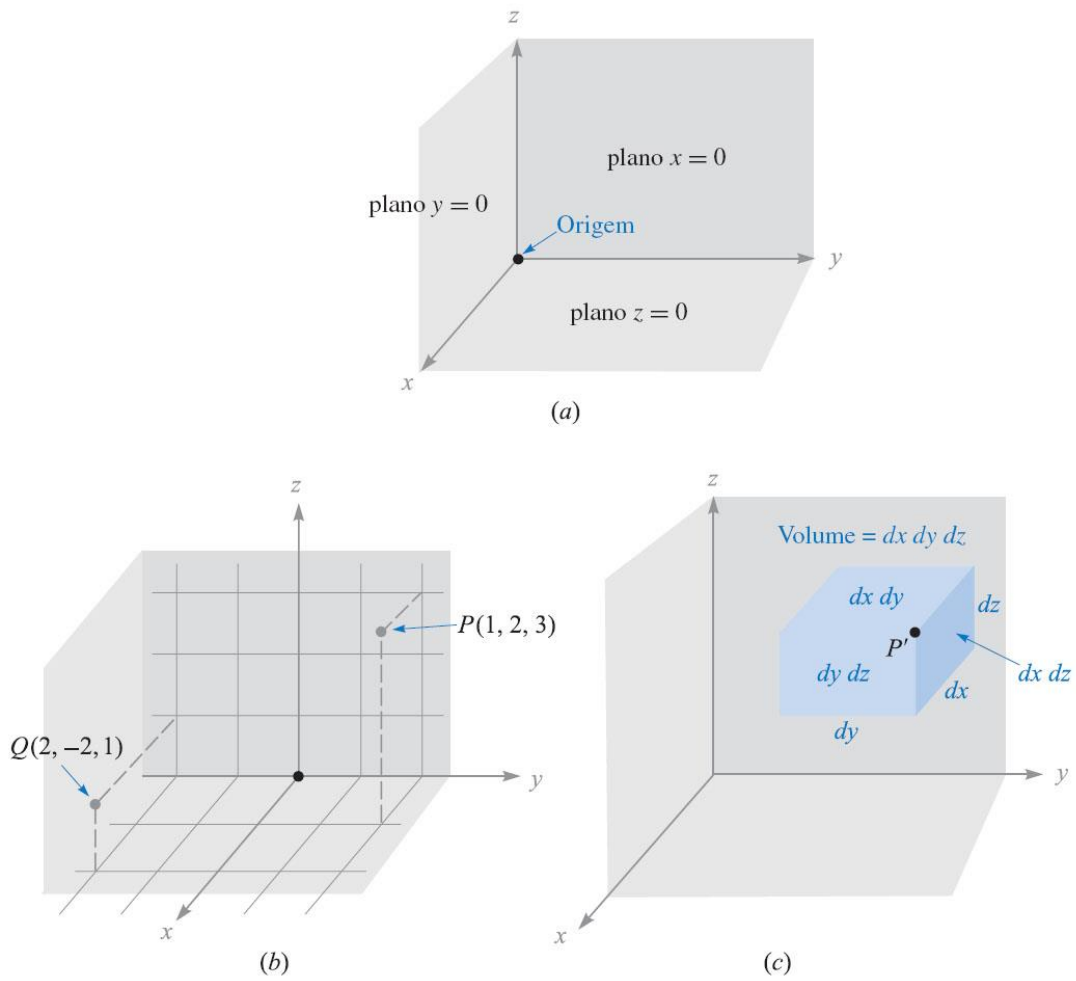 z
plano x = 0
plano y = 0
Origem
y
plano z = 0
x
(a)
z
P(1, 2, 3)
Q(2, −2, 1)
y
x
(b)
z
Volume = dx dy dz
dx dy
dz
P′
dy dz
dx dz
dx
dy
y
x
(c)